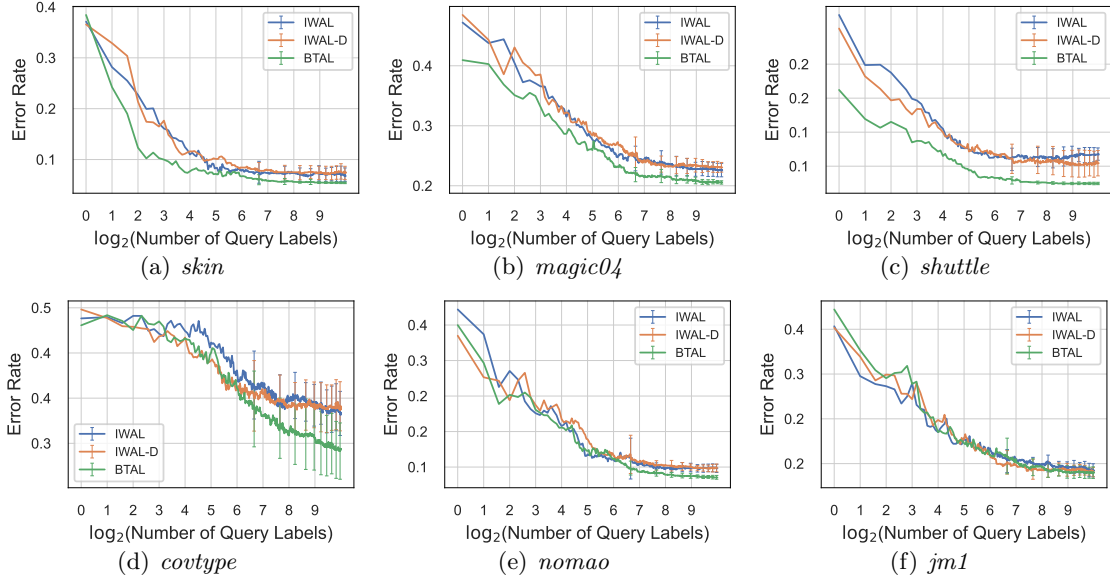 0.4
0.3
0.2
0.1
Error Rate
IWAL
IWAL-D
BTAL
0 1 2 3 4 5 6 7 8 9
log₂(Number of Query Labels)
(a) skin
0.4
0.3
0.2
Error Rate
IWAL
IWAL-D
BTAL
0 1 2 3 4 5 6 7 8 9
log₂(Number of Query Labels)
(b) magic04
0.2
0.2
0.1
0.1
Error Rate
IWAL
IWAL-D
BTAL
0 1 2 3 4 5 6 7 8 9
log₂(Number of Query Labels)
(c) shuttle
0.5
0.4
0.4
0.3
Error Rate
IWAL
IWAL-D
BTAL
0 1 2 3 4 5 6 7 8 9
log₂(Number of Query Labels)
(d) covtype
0.4
0.3
0.2
0.2
0.1
Error Rate
IWAL
IWAL-D
BTAL
0 1 2 3 4 5 6 7 8 9
log₂(Number of Query Labels)
(e) nomao
0.4
0.3
0.2
0.2
Error Rate
IWAL
IWAL-D
BTAL
0 1 2 3 4 5 6 7 8 9
log₂(Number of Query Labels)
(f) jm1